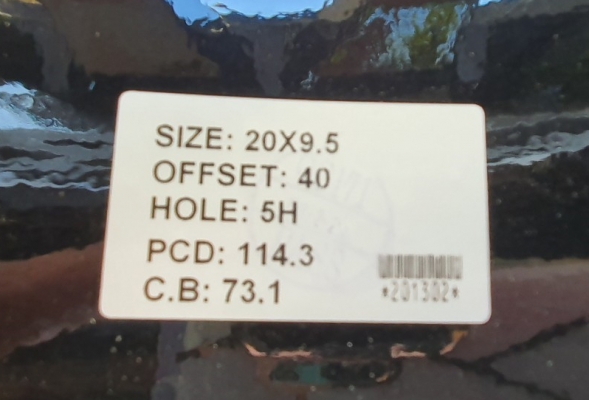 SIZE: 20X9.5
OFFSET: 40
HOLE: 5H
PCD: 114.3
C.B: 73.1
*201302*